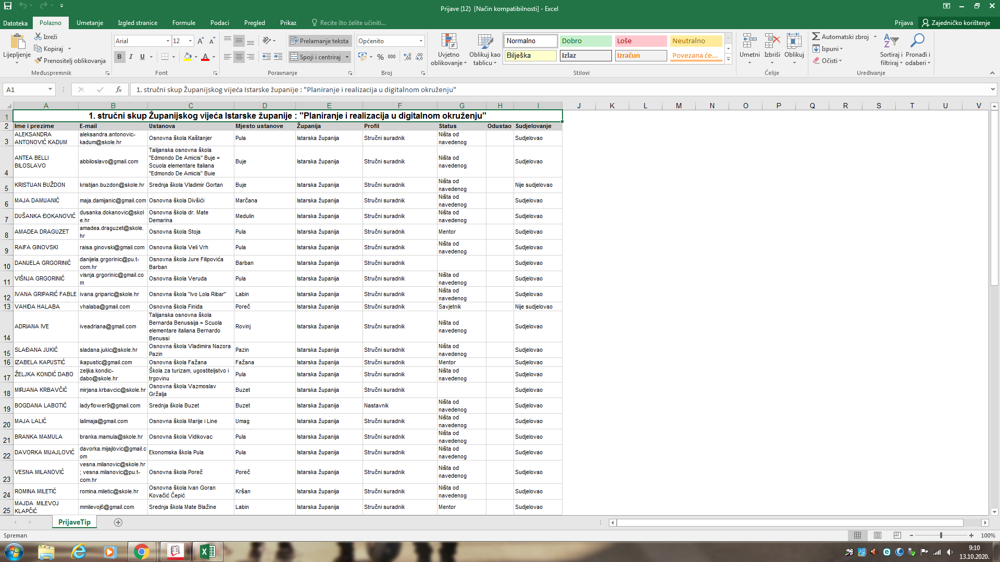 Prijave (12)  [Način kompatibilnosti] - Excel
Datoteka Polazno Umetanje Izgled stranice Formule Podaci Pregled Prikaz Recite što želite učiniti... Prijava Zajedničko korištenje
Lijepljenje
Izreži
Kopiraj
Prenositelj oblikovanja
Međuspremnik
Arial 12
B I U
Font
Prelamanje teksta
Spoji i centriraj
Poravnanje
Općenito
% 000
Broj
Uvjetno oblikovanje
Oblikuj kao tablicu
Normalno Dobro Loše Neutralno
Bilješka Izlaz Izračun Povezana će...
Stilovi
Umetni Izbriši Oblikuj
Ćelije
Automatski zbroj
Ispuni
Očisti
Sortiraj i filtriraj
Pronađi i odaberi
Uređivanje
A1 fx 1. stručni skup Županijskog vijeća Istarske županije : "Planiranje i realizacija u digitalnom okruženju"
A B C D E F G H I J K L M N O P Q R S T U V
1 1. stručni skup Županijskog vijeća Istarske županije : "Planiranje i realizacija u digitalnom okruženju"
2 Ime i prezime E-mail Ustanova Mjesto ustanove Županija Profil Status Odustao Sudjelovanje
3 ALEKSANDRA ANTONOVIĆ KADUM aleksandra.antonovic-kadum@skole.hr Osnovna škola Kaštanjer Pula Istarska županija Stručni suradnik Ništa od navedenog Sudjelovao
4 ANTEA BELLI BILOSLAVO abbiloslavo@gmail.com Talijanska osnovna škola "Edmondo De Amicis" Buje = Scuola elementare Italiana "Edmondo De Amicis" Buie Buje Istarska županija Stručni suradnik Ništa od navedenog Sudjelovao
5 KRISTIJAN BUŽDON kristijan.buzdon@skole.hr Srednja škola Vladimir Gortan Buje Istarska županija Stručni suradnik Ništa od navedenog Nije sudjelovao
6 MAJA DAMIJANIĆ maja.damijanic@gmail.com Osnovna škola Divšići Marčana Istarska županija Stručni suradnik Ništa od navedenog Sudjelovao
7 DUŠANKA ĐOKANOVIĆ dusanka.dokanovic@skole.hr Osnovna škola dr. Mate Demarina Medulin Istarska županija Stručni suradnik Ništa od navedenog Sudjelovao
8 AMADEA DRAGUZET amadea.draguzet@skole.hr Osnovna škola Stoja Pula Istarska županija Stručni suradnik Mentor Sudjelovao
9 RAIFA GINOVSKI raisa.ginovski@gmail.com Osnovna škola Veli Vrh Pula Istarska županija Stručni suradnik Ništa od navedenog Sudjelovao
10 DANIJELA GRGORINIĆ danijela.grgorinic@pu.t-com.hr Osnovna škola Jure Filipovića Barban Barban Istarska županija Stručni suradnik Sudjelovao
11 VIŠNJA GRGORINIĆ visnja.grgorinic@gmail.com Osnovna škola Veruda Pula Istarska županija Stručni suradnik Ništa od navedenog Sudjelovao
12 IVANA GRIPARIĆ FABLE ivana.griparic@skole.hr Osnovna škola "Ivo Lola Ribar" Labin Istarska županija Stručni suradnik Ništa od navedenog Sudjelovao
13 VAHIDA HALABA vhalaba@gmail.com Osnovna škola Finida Poreč Istarska županija Stručni suradnik Savjetnik Nije sudjelovao
14 ADRIANA IVE iveadriana@gmail.com Talijanska osnovna škola Bernarda Benussija = Scuola elementare italiana Bernardo Benussi Rovinj Istarska županija Stručni suradnik Ništa od navedenog Sudjelovao
15 SLAĐANA JUKIĆ sladana.jukic@skole.hr Osnovna škola Vladimira Nazora Pazin Pazin Istarska županija Stručni suradnik Ništa od navedenog Sudjelovao
16 IZABELA KAPUSTIĆ ikapustic@gmail.com Osnovna škola Fažana Fažana Istarska županija Stručni suradnik Mentor Sudjelovao
17 ŽELJKA KONDIĆ DABO zeljka.kondic-dabo@skole.hr Škola za turizam, ugostiteljstvo i trgovinu Pula Istarska županija Stručni suradnik Ništa od navedenog Sudjelovao
18 MIRJANA KRBAVČIĆ mirjana.krbavcic@skole.hr Osnovna škola Vazmoslav Gržalja Buzet Istarska županija Stručni suradnik Sudjelovao
19 BOGDANA LABOTIĆ ladyflower9@gmail.com Srednja škola Buzet Buzet Istarska županija Nastavnik Ništa od navedenog Sudjelovao
20 MAJA LALIĆ lalimaja@gmail.com Osnovna škola Marije i Line Umag Istarska županija Stručni suradnik Ništa od navedenog Sudjelovao
21 BRANKA MAMULA branka.mamula@skole.hr Osnovna škola Vidikovac Pula Istarska županija Stručni suradnik Ništa od navedenog Sudjelovao
22 DAVORKA MIJAJLOVIĆ davorka.mijajlovic@gmail.com Ekonomska škola Pula Pula Istarska županija Stručni suradnik Ništa od navedenog Sudjelovao
23 VESNA MILANOVIĆ vesna.milanovic@skole.hr ; vesna.milanovic@pu.t-com.hr Osnovna škola Poreč Poreč Istarska županija Stručni suradnik Ništa od navedenog Sudjelovao
24 ROMINA MILETIĆ romina.miletic@skole.hr Osnovna škola Ivan Goran Kovačić Čepić Kršan Istarska županija Stručni suradnik Ništa od navedenog Sudjelovao
25 MAJDA  MILEVOJ KLAPČIĆ mmilevoj6@gmail.com Srednja škola Mate Blažine Labin Istarska županija Stručni suradnik Mentor Sudjelovao
PrijaveTip
Spreman 100%
9:10
13.10.2020.